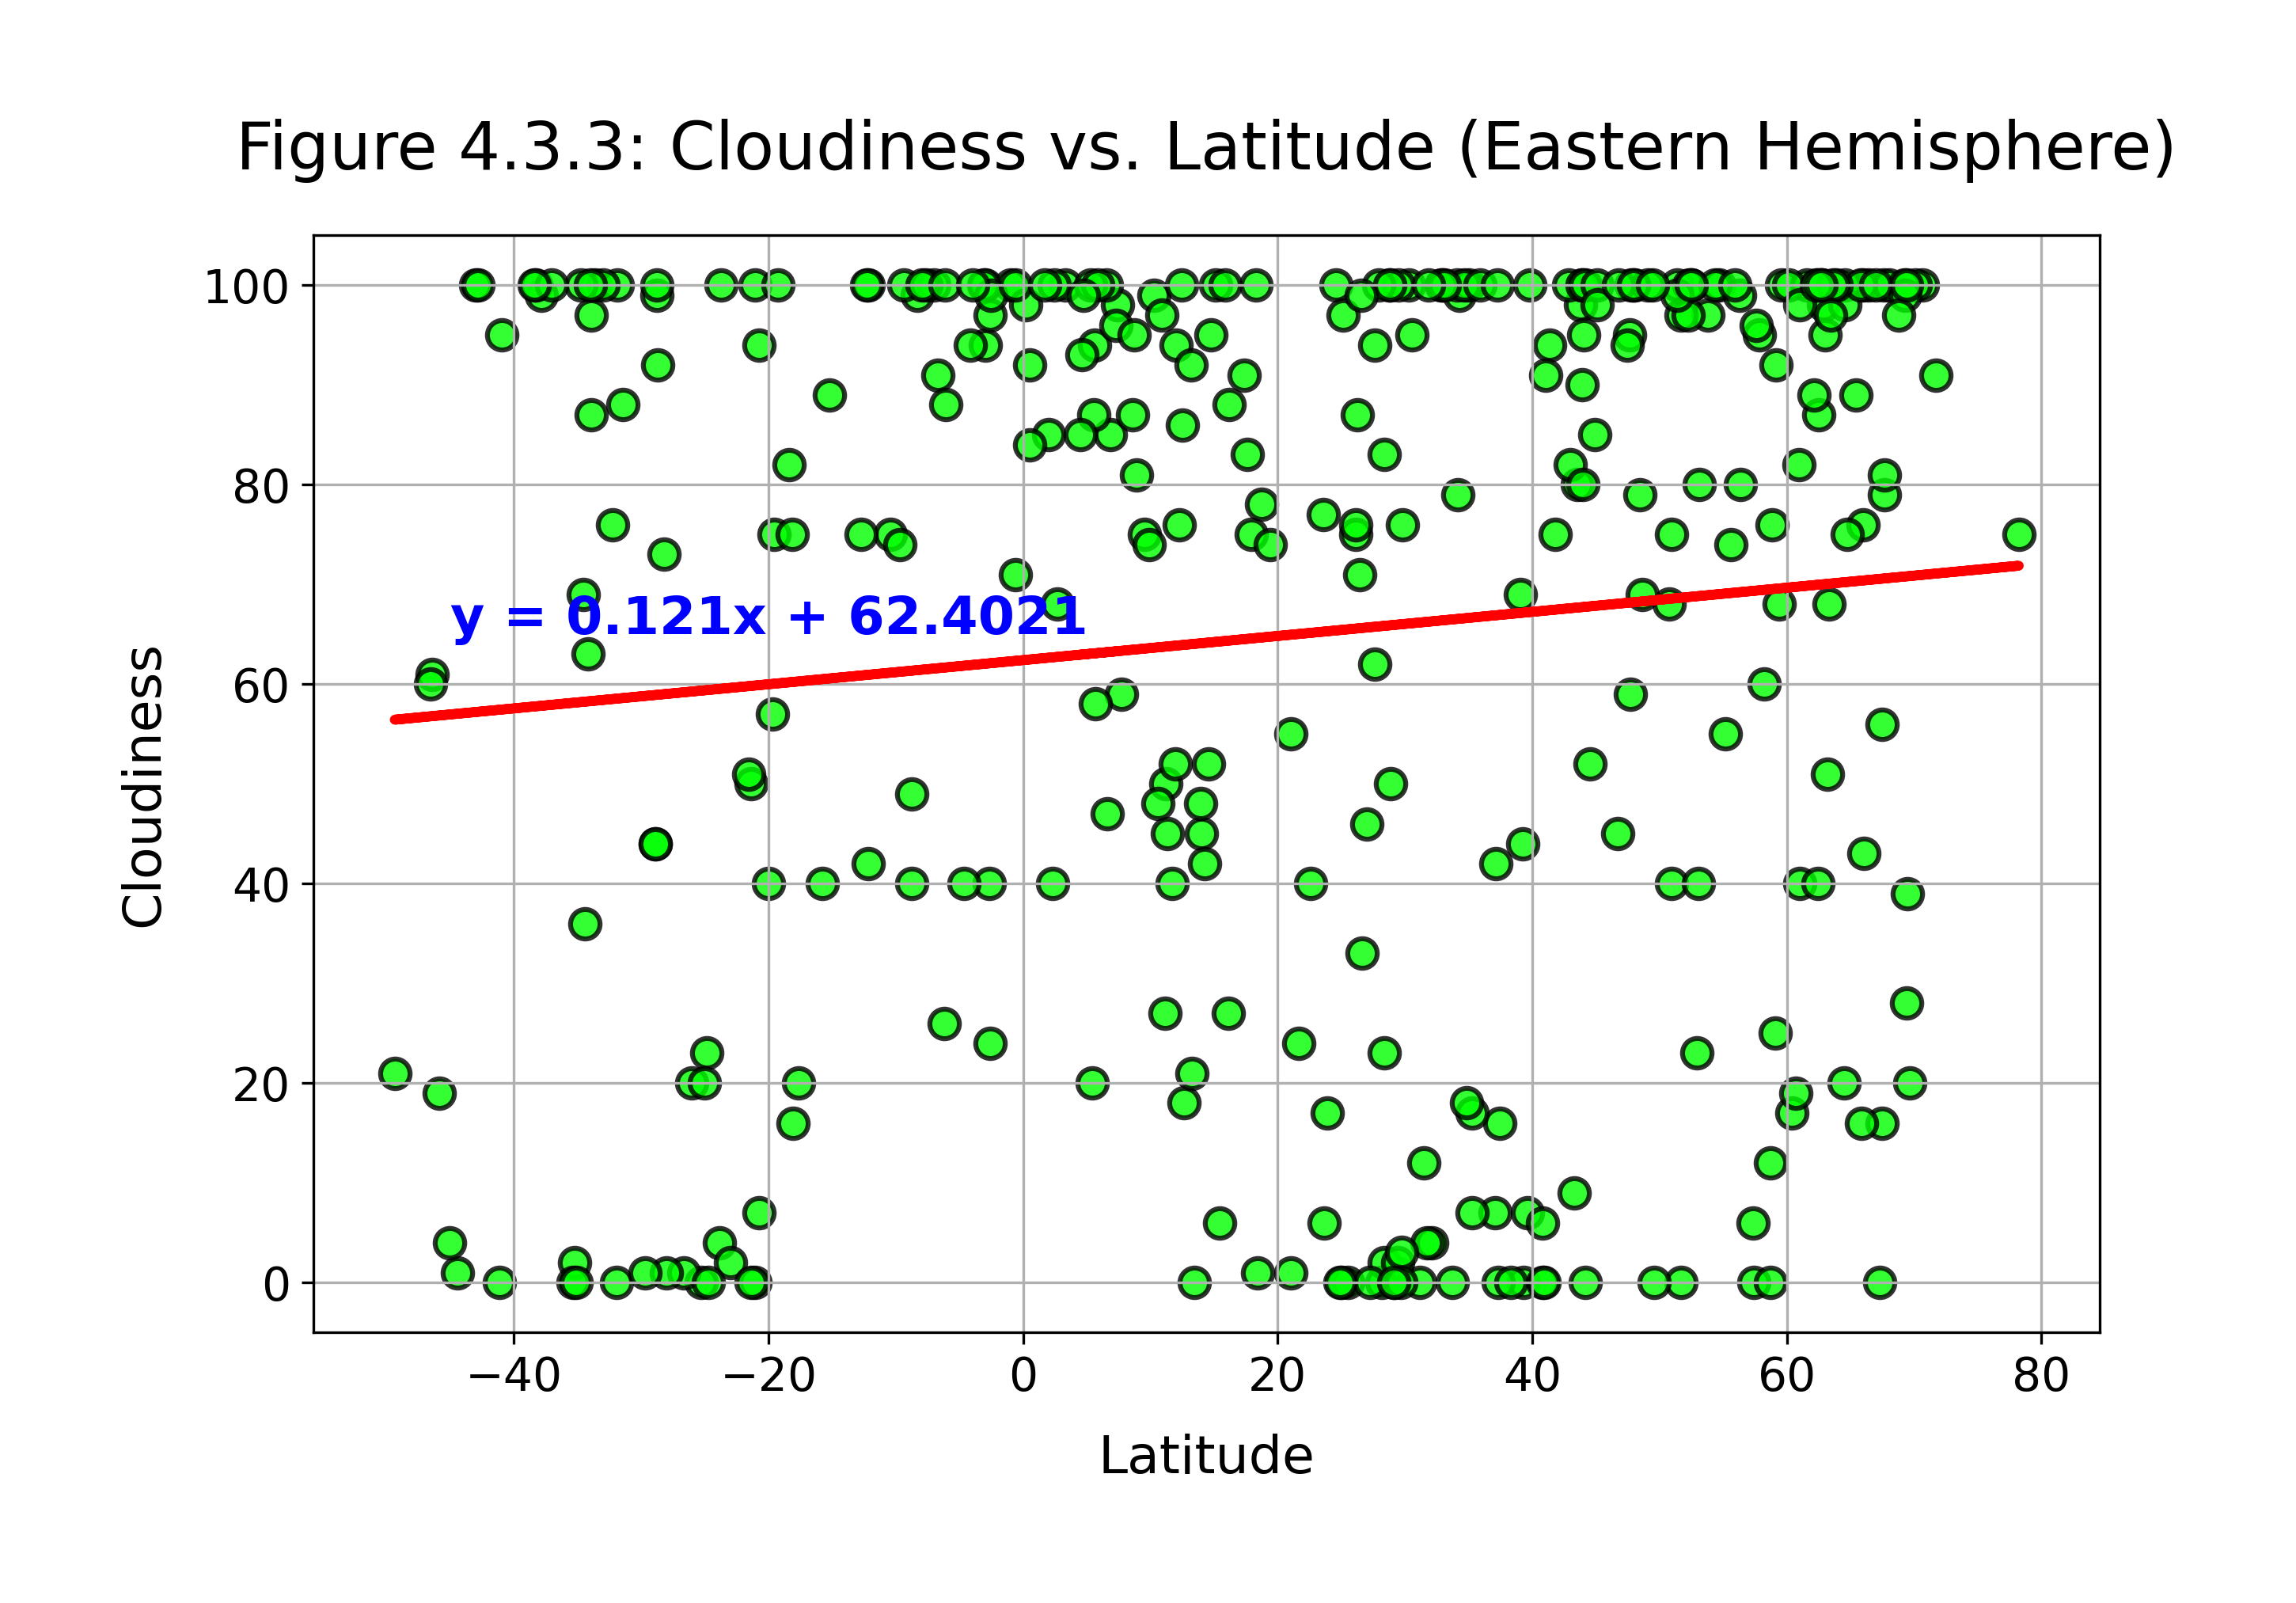 Figure 4.3.3: Cloudiness vs. Latitude (Eastern Hemisphere)
100
80
60
40
20
0
Cloudiness
y = 0.121x + 62.4021
−40 −20 0 20 40 60 80
Latitude